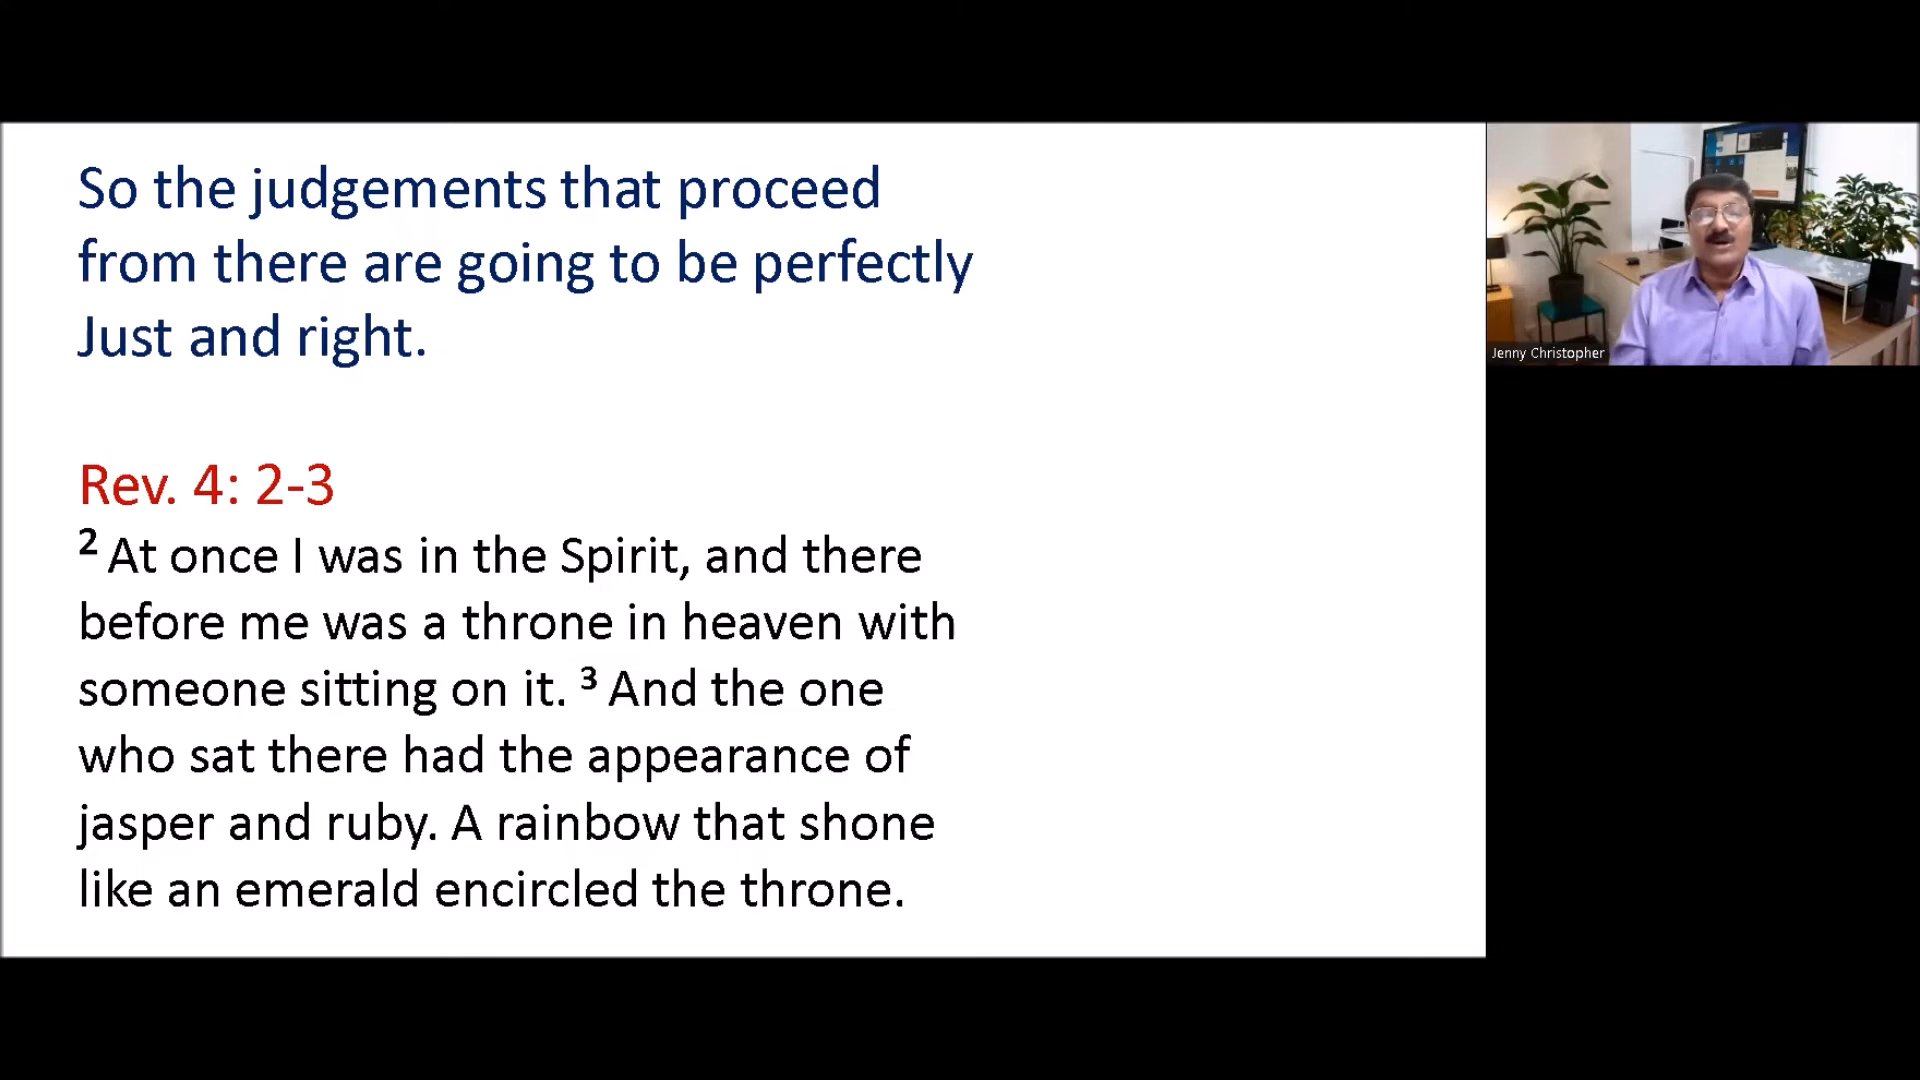 So the judgements that proceed
from there are going to be perfectly
Just and right.
Rev. 4: 2-3
2 At once I was in the Spirit, and there
before me was a throne in heaven with
someone sitting on it. 3 And the one
who sat there had the appearance of
jasper and ruby. A rainbow that shone
like an emerald encircled the throne.
Jenny Christopher